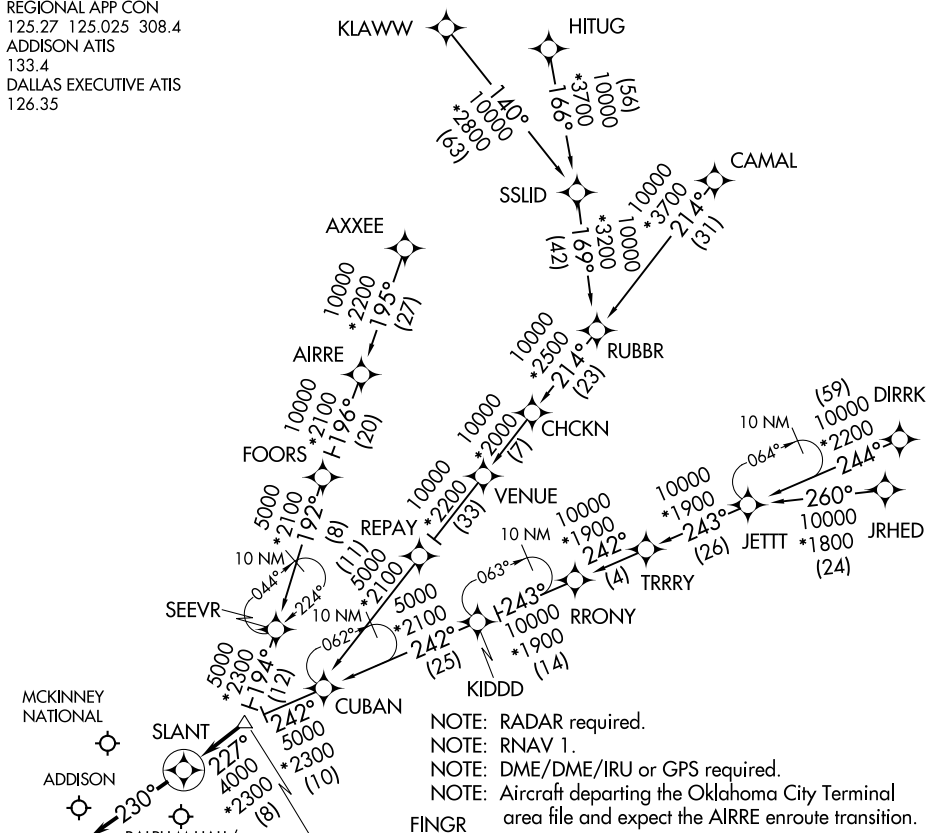 REGIONAL APP CON
125.27 125.025 308.4
ADDISON ATIS
133.4
DALLAS EXECUTIVE ATIS
126.35
KLAWW
HITUG
140°
10000
*2800
(63)
(56)
10000
*3700
166°
CAMAL
SSLID
10000
*3700
214°
(31)
10000
*3200
169°
(42)
AXXEE
10000
*2200
195°
(27)
RUBBR
10000
*2500
214°
(23)
AIRRE
10000
*2100
196°
(20)
CHCKN
10000
*2000
(7)
(59)
10000
*2200
244°
DIRRK
10 NM
064°
FOORS
VENUE
10000
*2200
(33)
5000
*2100
192°
(8)
REPAY
10000
*1900
243°
(26)
JETTT
260°
10000
*1800
(24)
JRHED
10000
*1900
242°
(4)
TRRRY
10 NM
063°
(11)
5000
*2100
10 NM
044°
224°
SEEVR
RRONY
243°
10000
*1900
(14)
10 NM
062°
5000
*2100
242°
(25)
KIDDD
5000
*2300
194°
(12)
CUBAN
242°
5000
*2300
(10)
MCKINNEY
NATIONAL
SLANT
227°
4000
*2300
(8)
ADDISON
230°
NOTE: RADAR required.
NOTE: RNAV 1.
NOTE: DME/DME/IRU or GPS required.
NOTE: Aircraft departing the Oklahoma City Terminal
area file and expect the AIRRE enroute transition.
FINGR